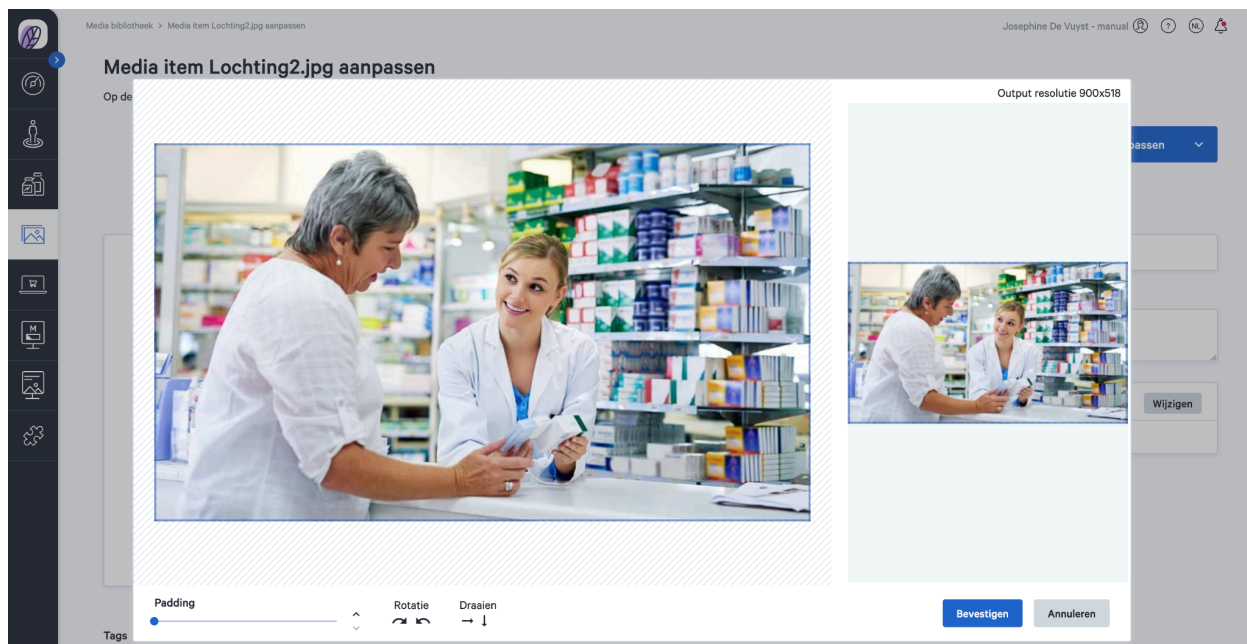 Media bibliotheek > Media item Lochting2.jpg aanpassen
Josephine De Vuyst - manual
?
NL
Media item Lochting2.jpg aanpassen
Op de
Output resolutie 900x518
passen
Wijzigen
M
Padding
Rotatie
Draaien
Bevestigen
Annuleren
Tags